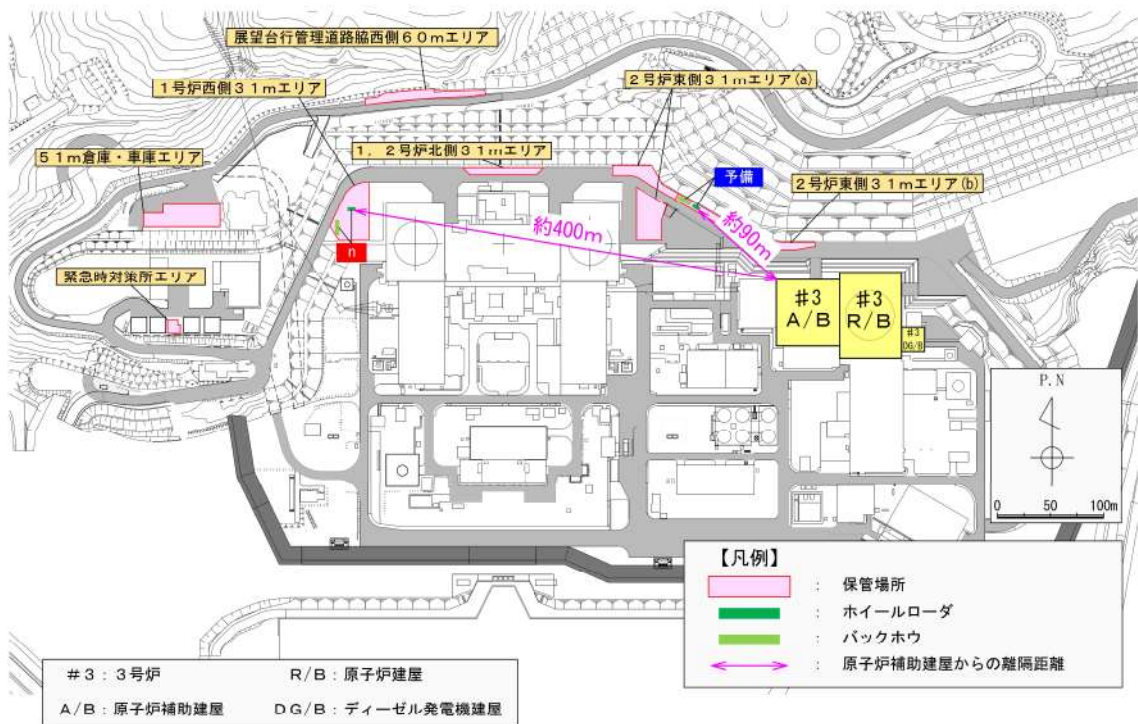 展望台行管理道路脇西側60mエリア
1号炉西側31mエリア
2号炉東側31mエリア(a)
51m倉庫・車庫エリア
1，2号炉北側31mエリア
予備
2号炉東側31mエリア(b)
約400m
約90m
n
緊急時対策所エリア
#3
A/B
#3
R/B
#3
DG/B
P.N
0 50 100m
【凡例】
： 保管場所
： ホイールローダ
： バックホウ
： 原子炉補助建屋からの離隔距離
#3：3号炉 R/B：原子炉建屋
A/B：原子炉補助建屋 DG/B：ディーゼル発電機建屋